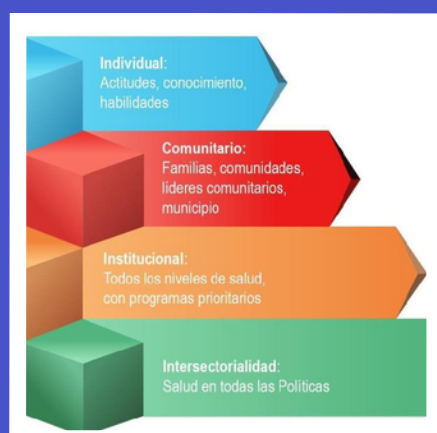 Individual:
Actitudes, conocimiento,
habilidades
Comunitario:
Familias, comunidades,
líderes comunitarios,
municipio
Institucional:
Todos los niveles de salud,
con programas prioritarios
Intersectorialidad:
Salud en todas las Políticas